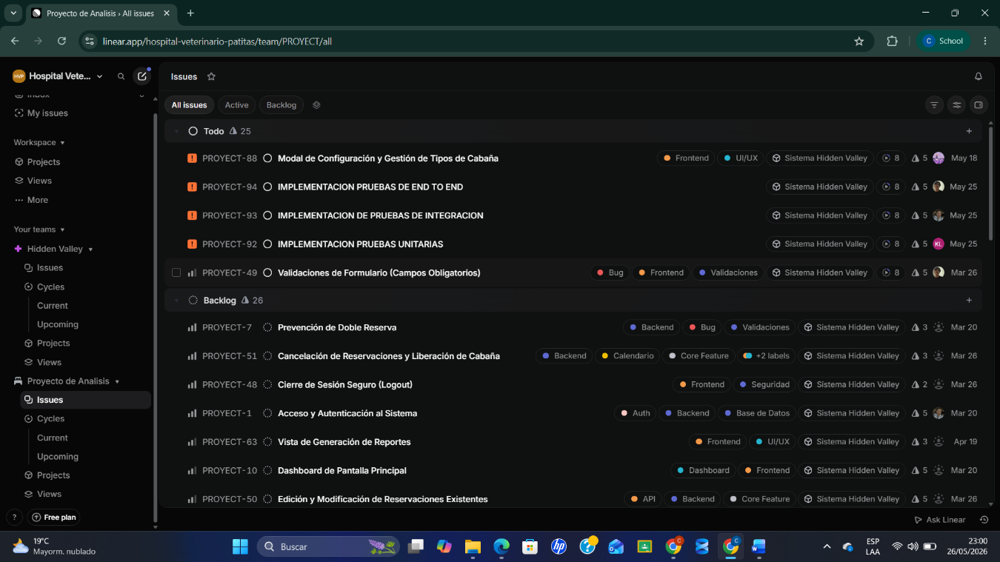 Proyecto de Analisis › All issues
linear.app/hospital-veterinario-patitas/team/PROYECT/all
C School
HVP Hospital Vete...
Inbox
My issues
Workspace
Projects
Views
More
Your teams
Hidden Valley
Issues
Cycles
Current
Upcoming
Projects
Views
Proyecto de Analisis
Issues
Cycles
Current
Upcoming
Projects
Views
? Free plan
Issues
All issues Active Backlog
Todo 25
PROYECT-88 Modal de Configuración y Gestión de Tipos de Cabaña Frontend UI/UX Sistema Hidden Valley 8 5 May 18
PROYECT-94 IMPLEMENTACION PRUEBAS DE END TO END Sistema Hidden Valley 8 5 May 25
PROYECT-93 IMPLEMENTACION DE PRUEBAS DE INTEGRACION Sistema Hidden Valley 8 5 May 25
PROYECT-92 IMPLEMENTACION PRUEBAS UNITARIAS Sistema Hidden Valley 8 5 KL May 25
PROYECT-49 Validaciones de Formulario (Campos Obligatorios) Bug Frontend Validaciones Sistema Hidden Valley 8 5 Mar 26
Backlog 26
PROYECT-7 Prevención de Doble Reserva Backend Bug Validaciones Sistema Hidden Valley 3 Mar 20
PROYECT-51 Cancelación de Reservaciones y Liberación de Cabaña Backend Calendario Core Feature +2 labels Sistema Hidden Valley 3 Mar 26
PROYECT-48 Cierre de Sesión Seguro (Logout) Frontend Seguridad Sistema Hidden Valley 2 Mar 26
PROYECT-1 Acceso y Autenticación al Sistema Auth Backend Base de Datos Sistema Hidden Valley 5 Mar 20
PROYECT-63 Vista de Generación de Reportes Frontend UI/UX Sistema Hidden Valley 3 Apr 19
PROYECT-10 Dashboard de Pantalla Principal Dashboard Frontend Sistema Hidden Valley 5 Mar 20
PROYECT-50 Edición y Modificación de Reservaciones Existentes API Backend Core Feature Sistema Hidden Valley 5 Mar 26
Ask Linear
19°C
Mayorm. nublado
Buscar
ESP
LAA
23:00
26/05/2026